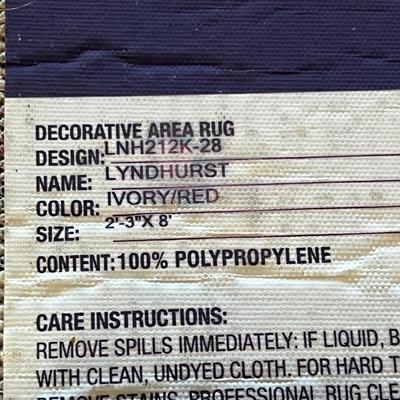 DECORATIVE AREA RUG
DESIGN: LNH212K-28
NAME: LYNDHURST
COLOR: IVORY/RED
SIZE: 2'-3"X 8'
CONTENT: 100% POLYPROPYLENE
CARE INSTRUCTIONS:
REMOVE SPILLS IMMEDIATELY: IF LIQUID, B
WITH CLEAN, UNDYED CLOTH. FOR HARD T
REMOVE STAINS, PROFESSIONAL RUG CLE